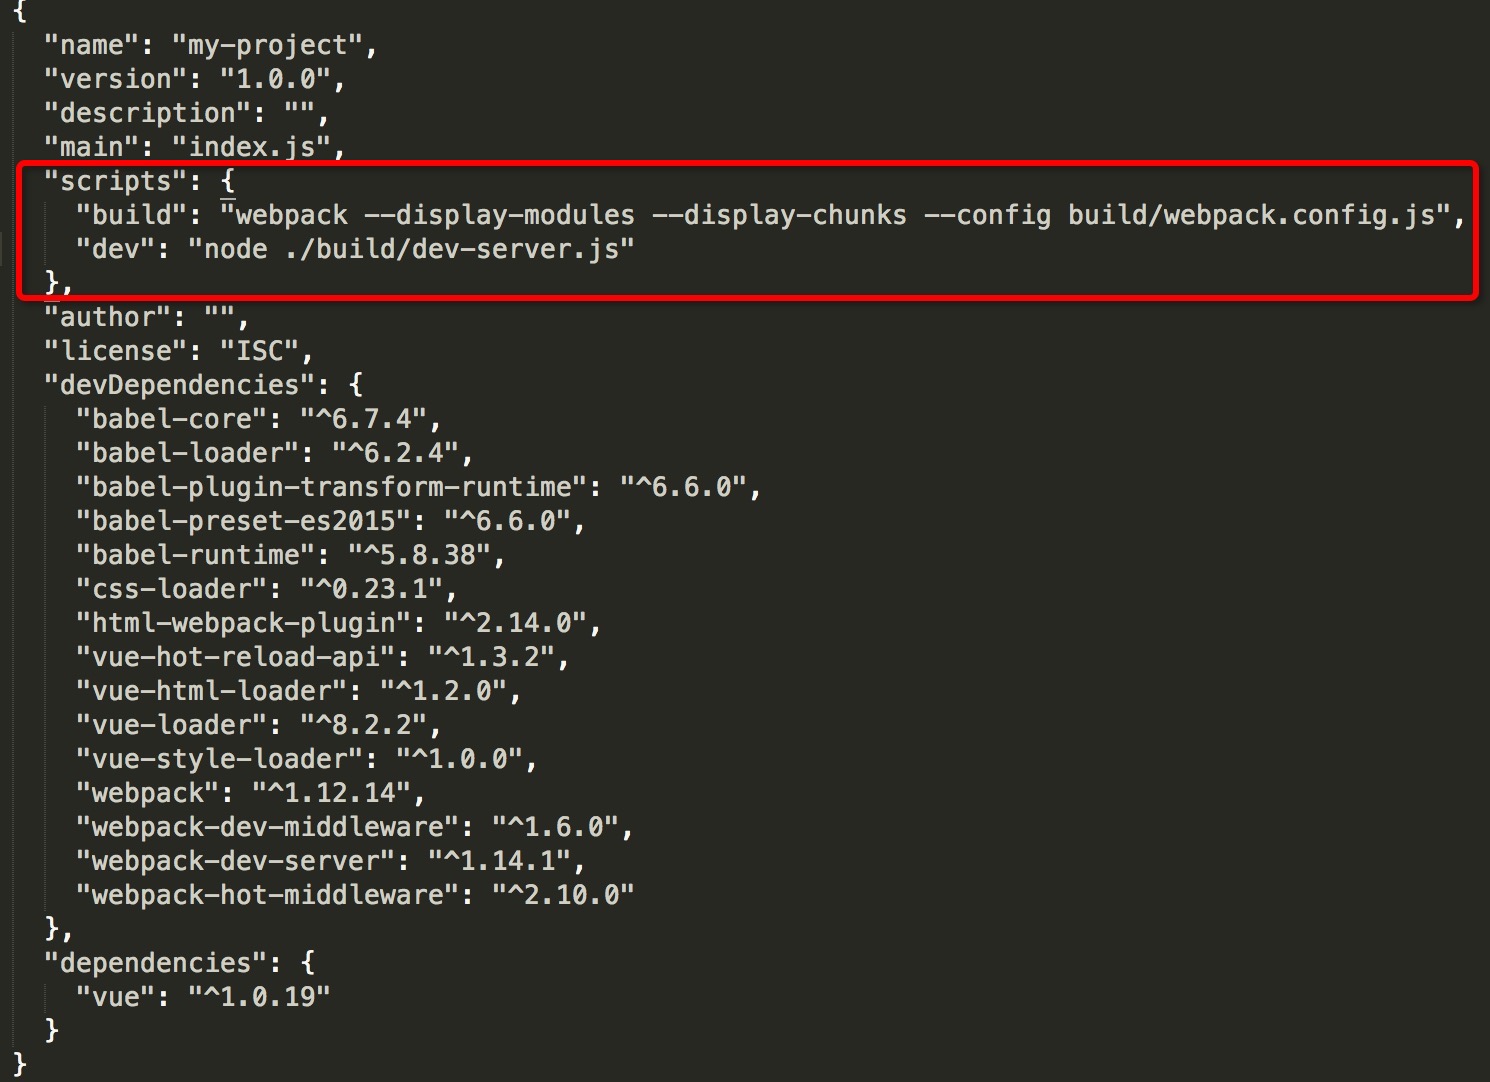 {
"name": "my-project",
"version": "1.0.0",
"description": "",
"main": "index.js",
"scripts": {
"build": "webpack --display-modules --display-chunks --config build/webpack.config.js",
"dev": "node ./build/dev-server.js"
},
"author": "",
"license": "ISC",
"devDependencies": {
"babel-core": "^6.7.4",
"babel-loader": "^6.2.4",
"babel-plugin-transform-runtime": "^6.6.0",
"babel-preset-es2015": "^6.6.0",
"babel-runtime": "^5.8.38",
"css-loader": "^0.23.1",
"html-webpack-plugin": "^2.14.0",
"vue-hot-reload-api": "^1.3.2",
"vue-html-loader": "^1.2.0",
"vue-loader": "^8.2.2",
"vue-style-loader": "^1.0.0",
"webpack": "^1.12.14",
"webpack-dev-middleware": "^1.6.0",
"webpack-dev-server": "^1.14.1",
"webpack-hot-middleware": "^2.10.0"
},
"dependencies": {
"vue": "^1.0.19"
}
}